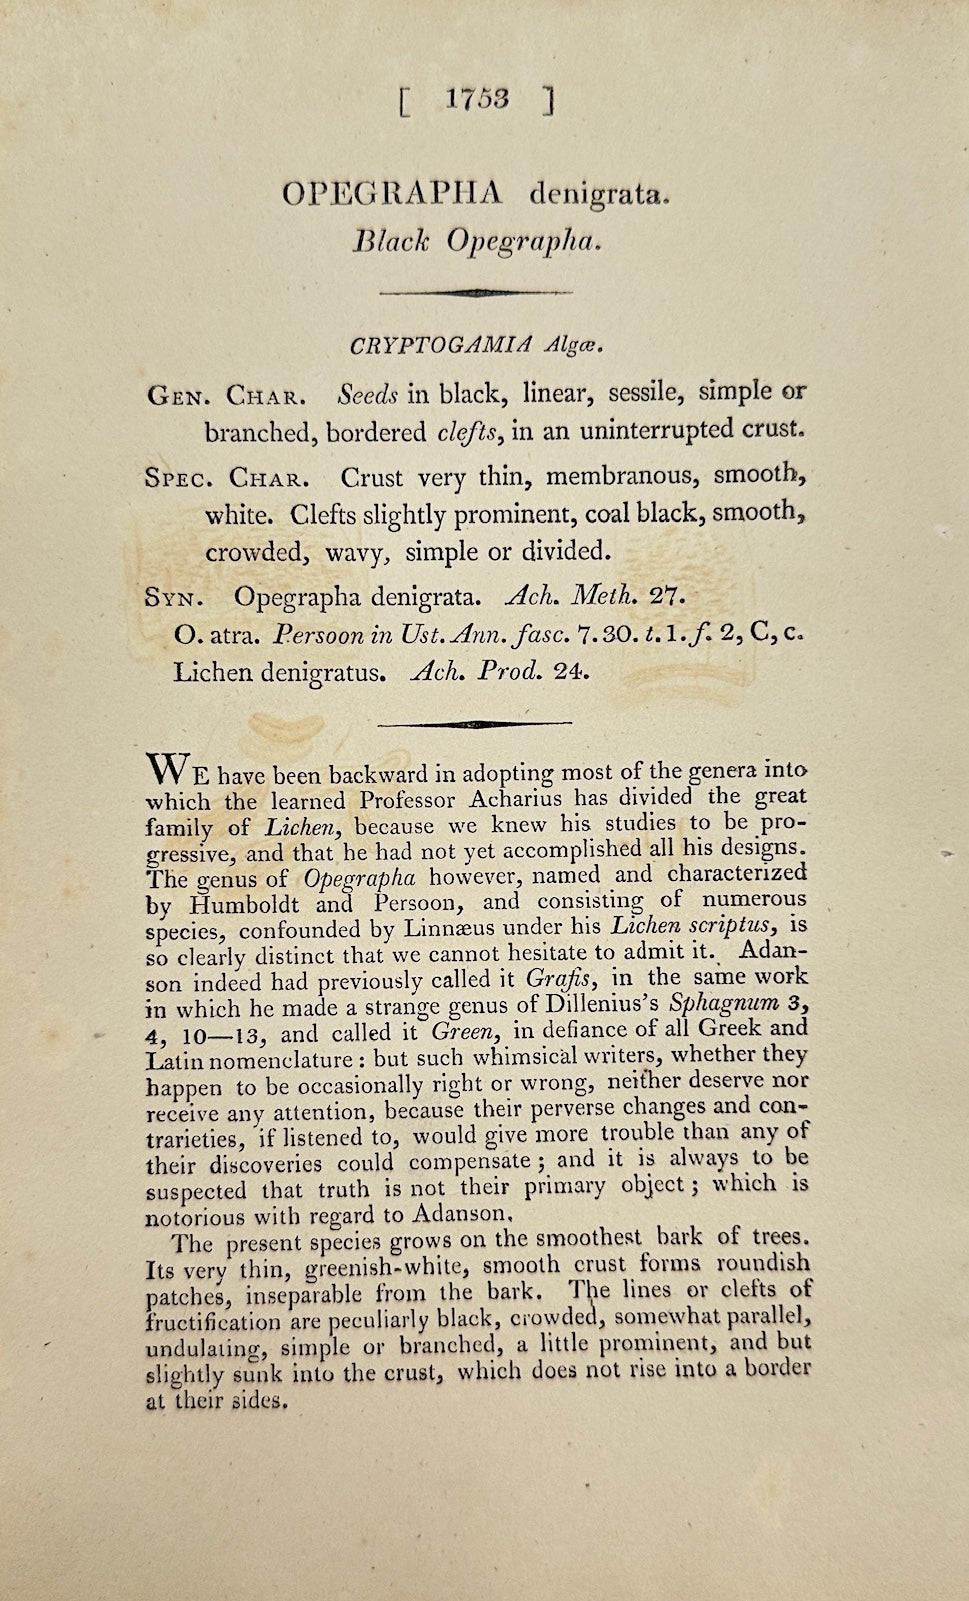 [ 1753 ]
OPEGRAPHA denigrata.
Black Opegrapha.
CRYPTOGAMIA Algæ.
GEN. CHAR. Seeds in black, linear, sessile, simple or
branched, bordered clefts, in an uninterrupted crust.
SPEC. CHAR. Crust very thin, membranous, smooth,
white. Clefts slightly prominent, coal black, smooth,
crowded, wavy, simple or divided.
SYN. Opegrapha denigrata. Ach. Meth. 27.
O. atra. Persoon in Ust. Ann. fasc. 7. 30. t. 1. f. 2, C, c.
Lichen denigratus. Ach. Prod. 24.
WE have been backward in adopting most of the genera into
which the learned Professor Acharius has divided the great
family of Lichen, because we knew his studies to be pro-
gressive, and that he had not yet accomplished all his designs.
The genus of Opegrapha however, named and characterized
by Humboldt and Persoon, and consisting of numerous
species, confounded by Linnæus under his Lichen scriptus, is
so clearly distinct that we cannot hesitate to admit it. Adan-
son indeed had previously called it Grafis, in the same work
in which he made a strange genus of Dillenius's Sphagnum 3,
4, 10—13, and called it Green, in defiance of all Greek and
Latin nomenclature: but such whimsical writers, whether they
happen to be occasionally right or wrong, neither deserve nor
receive any attention, because their perverse changes and con-
trarieties, if listened to, would give more trouble than any of
their discoveries could compensate; and it is always to be
suspected that truth is not their primary object; which is
notorious with regard to Adanson.
The present species grows on the smoothest bark of trees.
Its very thin, greenish-white, smooth crust forms roundish
patches, inseparable from the bark. The lines or clefts of
fructification are peculiarly black, crowded, somewhat parallel,
undulating, simple or branched, a little prominent, and but
slightly sunk into the crust, which does not rise into a border
at their sides.